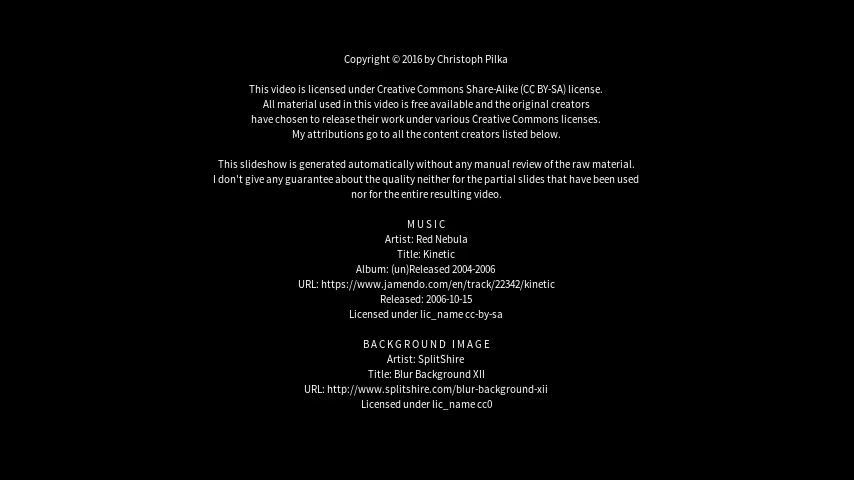 Copyright © 2016 by Christoph Pilka
This video is licensed under Creative Commons Share-Alike (CC BY-SA) license.
All material used in this video is free available and the original creators
have chosen to release their work under various Creative Commons licenses.
My attributions go to all the content creators listed below.
This slideshow is generated automatically without any manual review of the raw material.
I don't give any guarantee about the quality neither for the partial slides that have been used
nor for the entire resulting video.
MUSIC
Artist: Red Nebula
Title: Kinetic
Album: (un)Released 2004-2006
URL: https://www.jamendo.com/en/track/22342/kinetic
Released: 2006-10-15
Licensed under lic_name cc-by-sa
BACKGROUND IMAGE
Artist: SplitShire
Title: Blur Background XII
URL: http://www.splitshire.com/blur-background-xii
Licensed under lic_name cc0